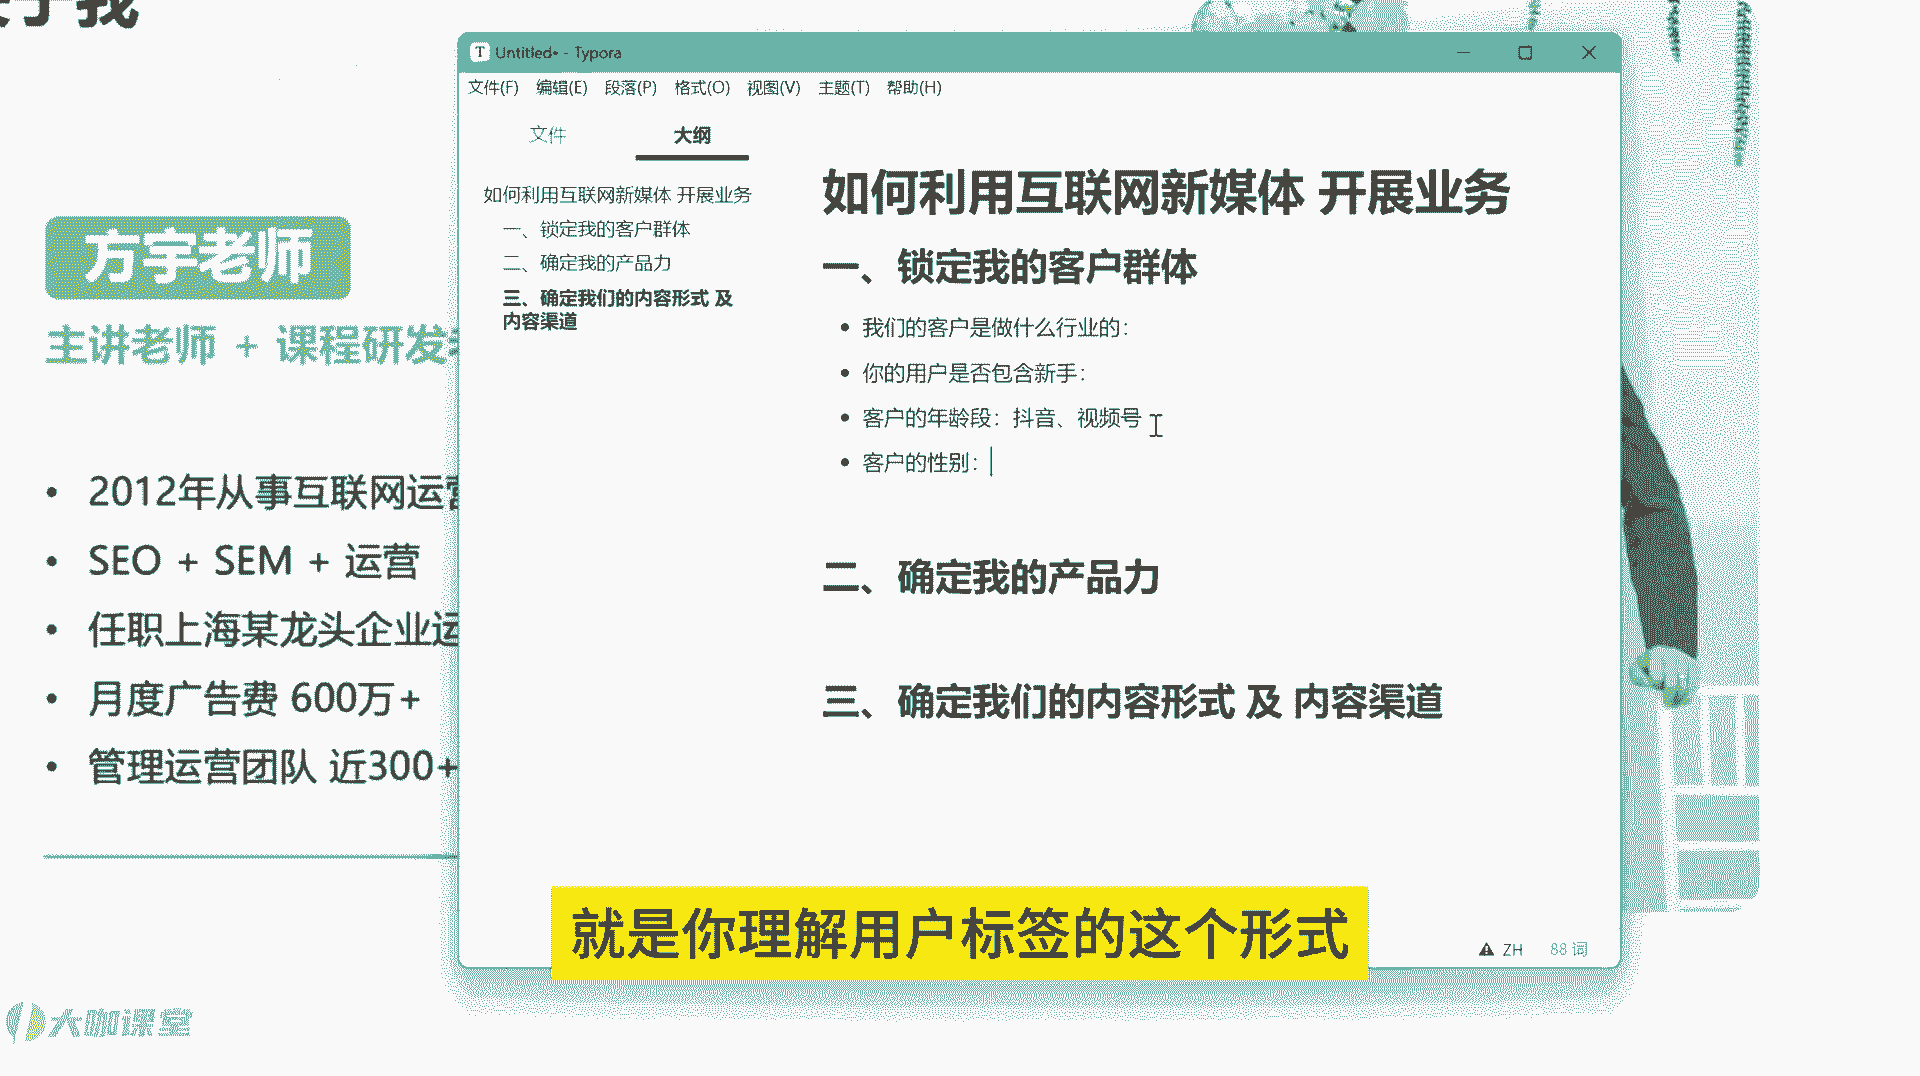 于我
方宇老师
主讲老师 + 课程研发
2012年从事互联网运营
SEO + SEM + 运营
任职上海某龙头企业运
月度广告费 600万+
管理运营团队 近300+
大咖课堂
Untitled• - Typora
文件(F) 编辑(E) 段落(P) 格式(O) 视图(V) 主题(T) 帮助(H)
文件 大纲
如何利用互联网新媒体 开展业务
一、锁定我的客户群体
二、确定我的产品力
三、确定我们的内容形式 及
内容渠道
如何利用互联网新媒体 开展业务
一、锁定我的客户群体
我们的客户是做什么行业的：
你的用户是否包含新手：
客户的年龄段：抖音、视频号
客户的性别：
二、确定我的产品力
三、确定我们的内容形式 及 内容渠道
ZH 88 词
就是你理解用户标签的这个形式